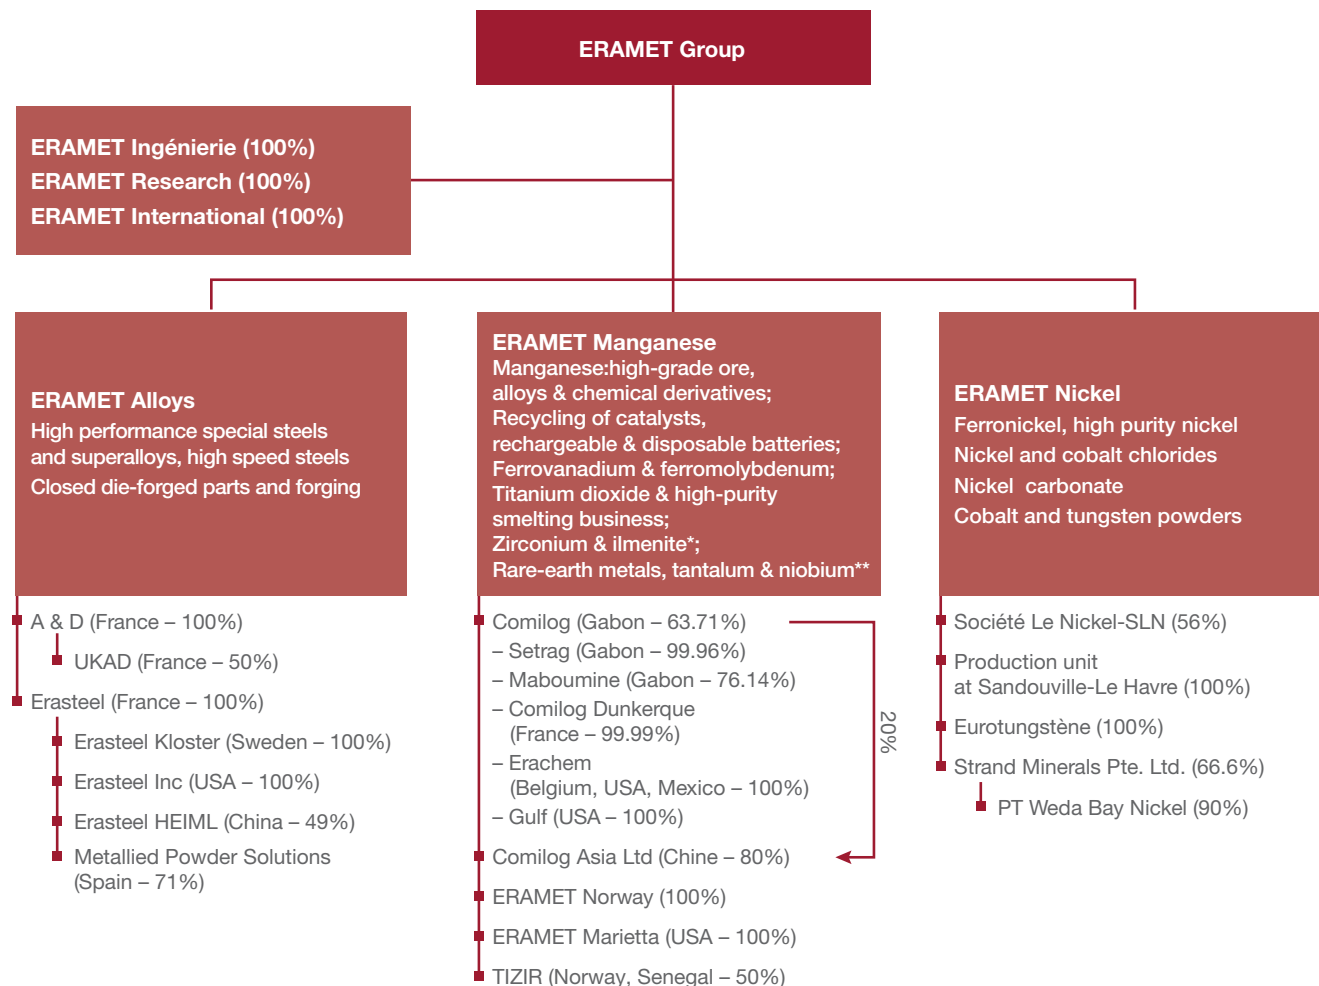 ERAMET Group
ERAMET Ingénierie (100%)
ERAMET Research (100%)
ERAMET International (100%)
ERAMET Alloys
High performance special steels
and superalloys, high speed steels
Closed die-forged parts and forging
A & D (France – 100%)
UKAD (France – 50%)
Erasteel (France – 100%)
Erasteel Kloster (Sweden – 100%)
Erasteel Inc (USA – 100%)
Erasteel HEIML (China – 49%)
Metallied Powder Solutions
(Spain – 71%)
ERAMET Manganese
Manganese:high-grade ore,
alloys & chemical derivatives;
Recycling of catalysts,
rechargeable & disposable batteries;
Ferrovanadium & ferromolybdenum;
Titanium dioxide & high-purity
smelting business;
Zirconium & ilmenite*;
Rare-earth metals, tantalum & niobium**
Comilog (Gabon – 63.71%)
– Setrag (Gabon – 99.96%)
– Maboumine (Gabon – 76.14%)
– Comilog Dunkerque
(France – 99.99%)
– Erachem
(Belgium, USA, Mexico – 100%)
– Gulf (USA – 100%)
20%
Comilog Asia Ltd (Chine – 80%)
ERAMET Norway (100%)
ERAMET Marietta (USA – 100%)
TIZIR (Norway, Senegal – 50%)
ERAMET Nickel
Ferronickel, high purity nickel
Nickel and cobalt chlorides
Nickel carbonate
Cobalt and tungsten powders
Société Le Nickel-SLN (56%)
Production unit
at Sandouville-Le Havre (100%)
Eurotungstène (100%)
Strand Minerals Pte. Ltd. (66.6%)
PT Weda Bay Nickel (90%)